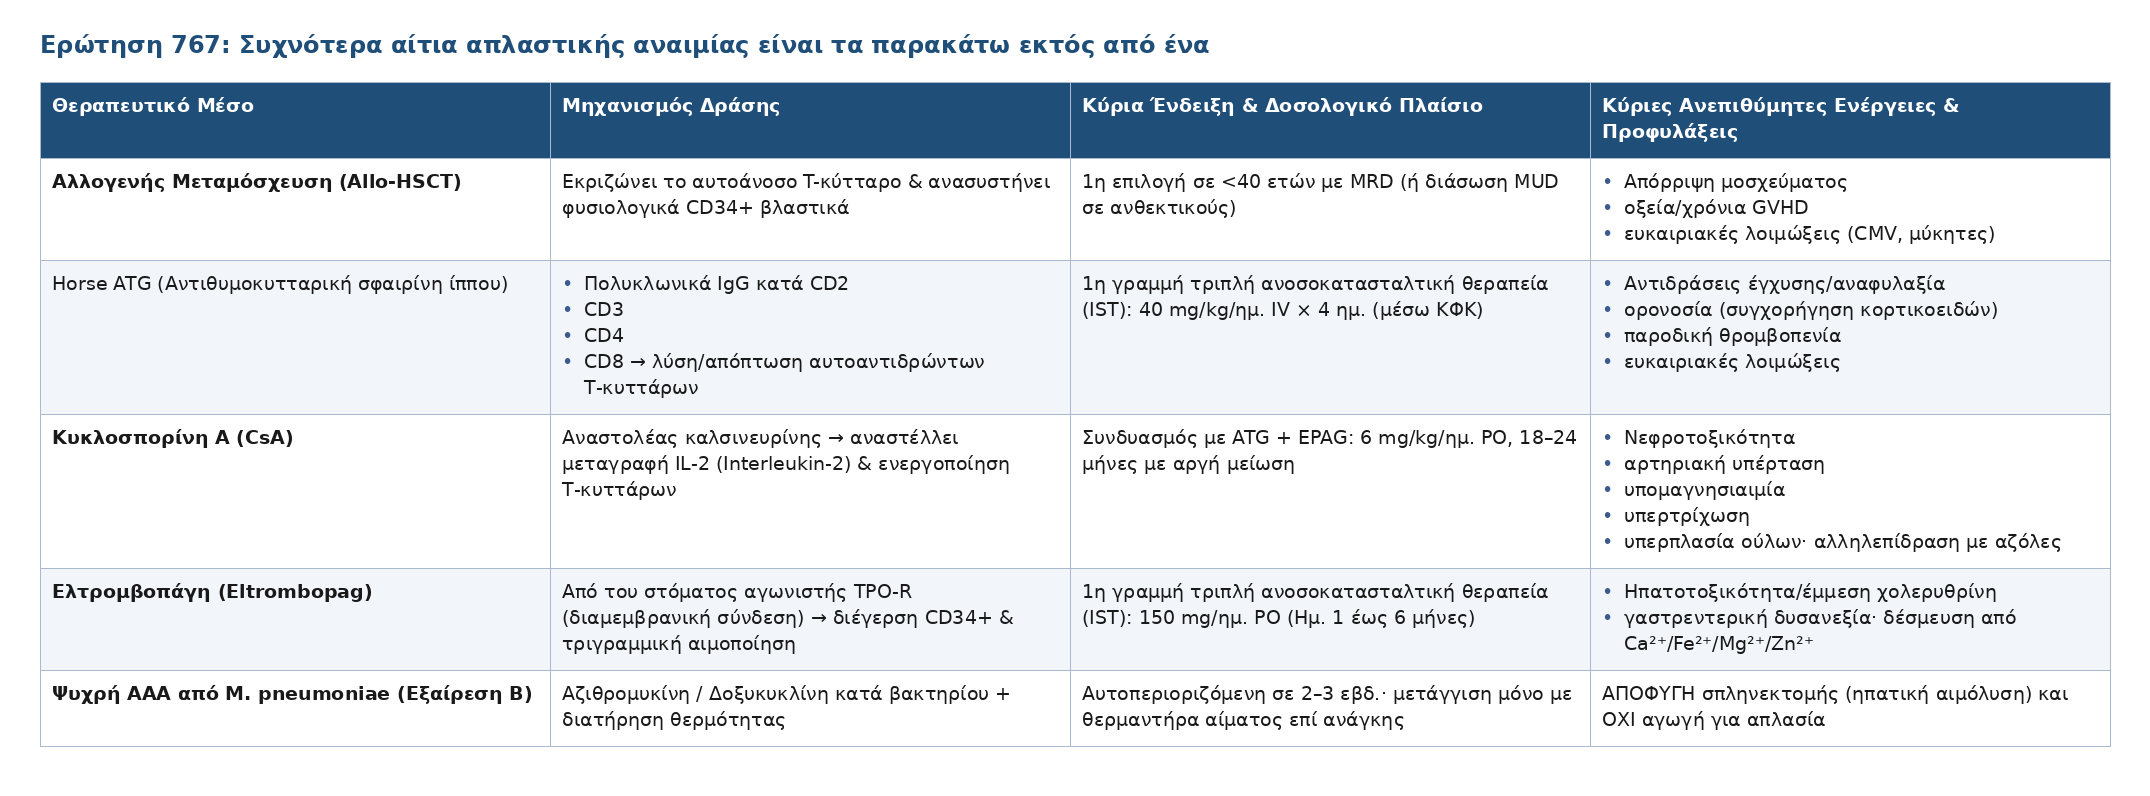 Ερώτηση 767: Συχνότερα αίτια απλαστικής αναιμίας είναι τα παρακάτω εκτός από ένα
Θεραπευτικό Μέσο
Μηχανισμός Δράσης
Κύρια Ένδειξη & Δοσολογικό Πλαίσιο
Κύριες Ανεπιθύμητες Ενέργειες &
Προφυλάξεις
Αλλογενής Μεταμόσχευση (Allo-HSCT)
Εκριζώνει το αυτοάνοσο Τ-κύτταρο & ανασυστήνει
φυσιολογικά CD34+ βλαστικά
1η επιλογή σε <40 ετών με MRD (ή διάσωση MUD
σε ανθεκτικούς)
• Απόρριψη μοσχεύματος
• οξεία/χρόνια GVHD
• ευκαιριακές λοιμώξεις (CMV, μύκητες)
Horse ATG (Αντιθυμοκυτταρική σφαιρίνη ίππου)
• Πολυκλωνικά IgG κατά CD2
• CD3
• CD4
• CD8 → λύση/απόπτωση αυτοαντιδρώντων
Τ-κυττάρων
1η γραμμή τριπλή ανοσοκατασταλτική θεραπεία
(IST): 40 mg/kg/ημ. IV × 4 ημ. (μέσω ΚΦΚ)
• Αντιδράσεις έγχυσης/αναφυλαξία
• ορονοσία (συγχορήγηση κορτικοειδών)
• παροδική θρομβοπενία
• ευκαιριακές λοιμώξεις
Κυκλοσπορίνη Α (CsA)
Αναστολέας καλσινευρίνης → αναστέλλει
μεταγραφή IL-2 (Interleukin-2) & ενεργοποίηση
Τ-κυττάρων
Συνδυασμός με ATG + EPAG: 6 mg/kg/ημ. PO, 18–24
μήνες με αργή μείωση
• Νεφροτοξικότητα
• αρτηριακή υπέρταση
• υπομαγνησιαιμία
• υπερτρίχωση
• υπερπλασία ούλων· αλληλεπίδραση με αζόλες
Ελτρομβοπάγη (Eltrombopag)
Από του στόματος αγωνιστής TPO-R
(διαμεμβρανική σύνδεση) → διέγερση CD34+ &
τριγραμμική αιμοποίηση
1η γραμμή τριπλή ανοσοκατασταλτική θεραπεία
(IST): 150 mg/ημ. PO (Ημ. 1 έως 6 μήνες)
• Ηπατοτοξικότητα/έμμεση χολερυθρίνη
• γαστρεντερική δυσανεξία· δέσμευση από
Ca²⁺/Fe²⁺/Mg²⁺/Zn²⁺
Ψυχρή ΑΑΑ από M. pneumoniae (Εξαίρεση Β)
Αζιθρομυκίνη / Δοξυκυκλίνη κατά βακτηρίου +
διατήρηση θερμότητας
Αυτοπεριοριζόμενη σε 2–3 εβδ.· μετάγγιση μόνο με
θερμαντήρα αίματος επί ανάγκης
ΑΠΟΦΥΓΗ σπληνεκτομής (ηπατική αιμόλυση) και
ΟΧΙ αγωγή για απλασία